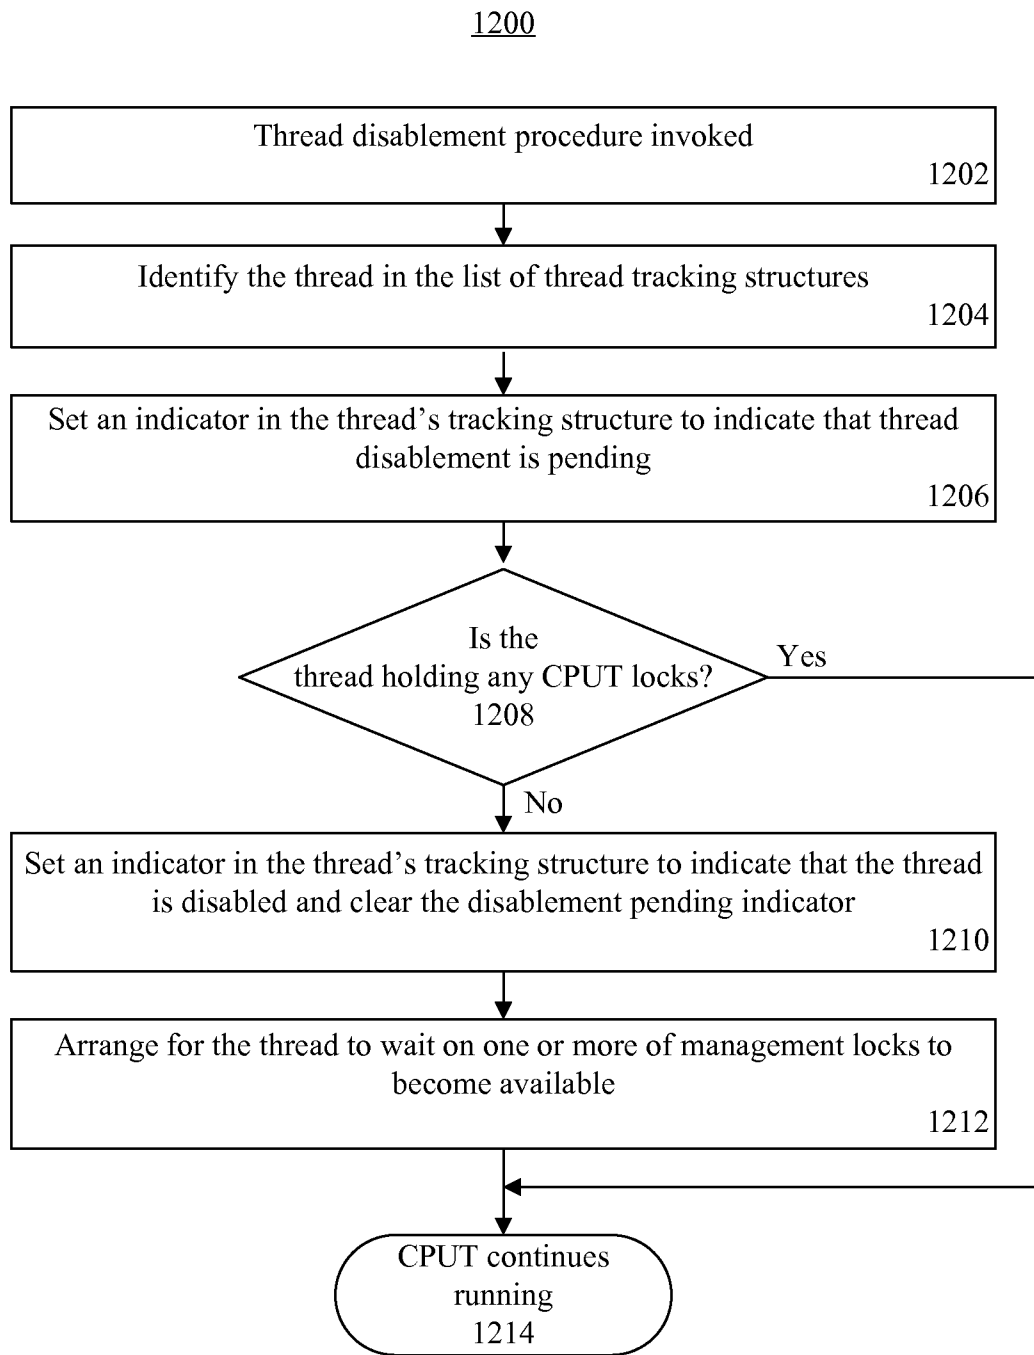 1200
Thread disablement procedure invoked
1202
Identify the thread in the list of thread tracking structures
1204
Set an indicator in the thread’s tracking structure to indicate that thread
disablement is pending
1206
Is the
thread holding any CPUT locks?
1208
Yes
No
Set an indicator in the thread’s tracking structure to indicate that the thread
is disabled and clear the disablement pending indicator
1210
Arrange for the thread to wait on one or more of management locks to
become available
1212
CPUT continues
running
1214